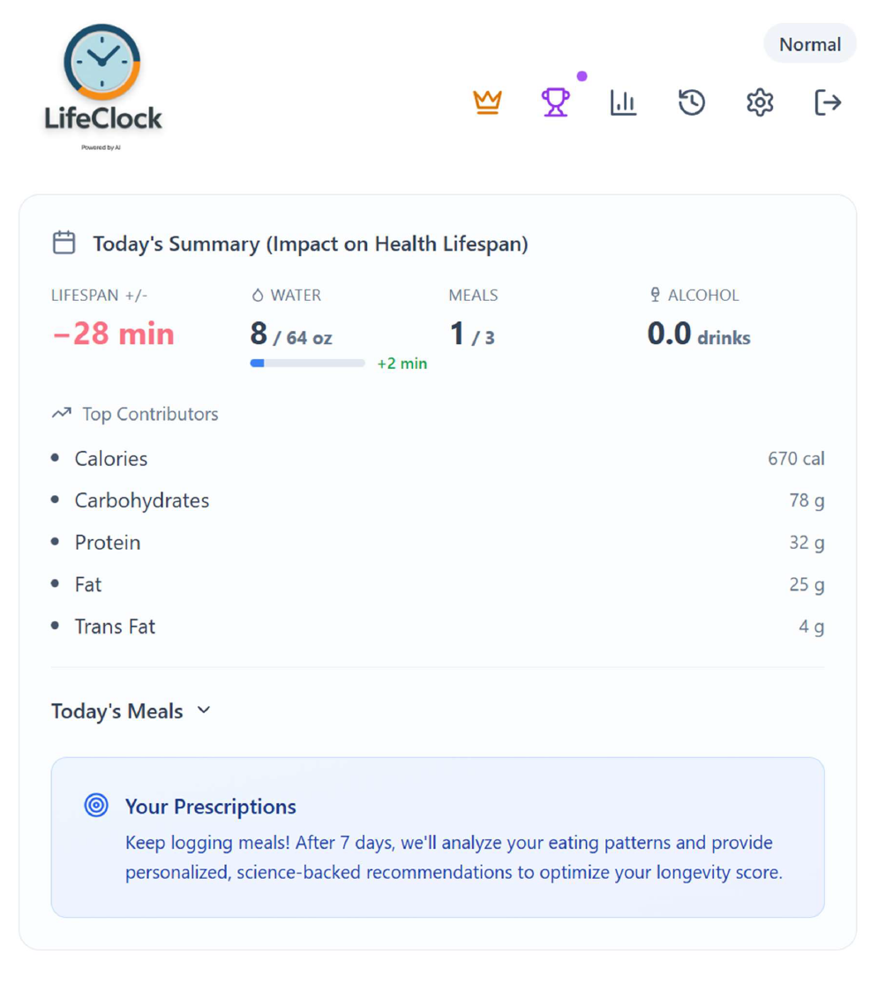 LifeClock
Powered by AI
Normal
Today's Summary (Impact on Health Lifespan)
LIFESPAN +/-
−28 min
WATER
8 / 64 oz
+2 min
MEALS
1 / 3
ALCOHOL
0.0 drinks
Top Contributors
Calories 670 cal
Carbohydrates 78 g
Protein 32 g
Fat 25 g
Trans Fat 4 g
Today's Meals
Your Prescriptions
Keep logging meals! After 7 days, we'll analyze your eating patterns and provide
personalized, science-backed recommendations to optimize your longevity score.